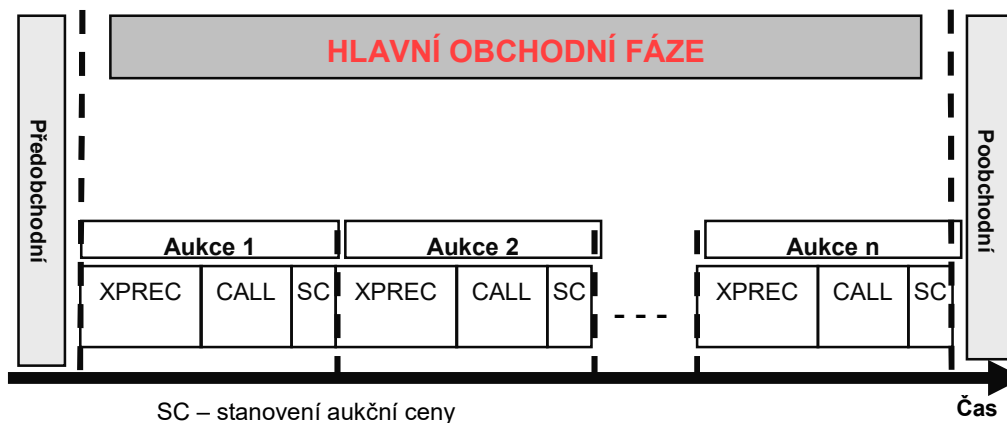 HLAVNÍ OBCHODNÍ FÁZE
Předobchodní
Poobchodní
Aukce 1
Aukce 2
Aukce n
XPREC CALL SC XPREC CALL SC - - - XPREC CALL SC
Čas
SC – stanovení aukční ceny